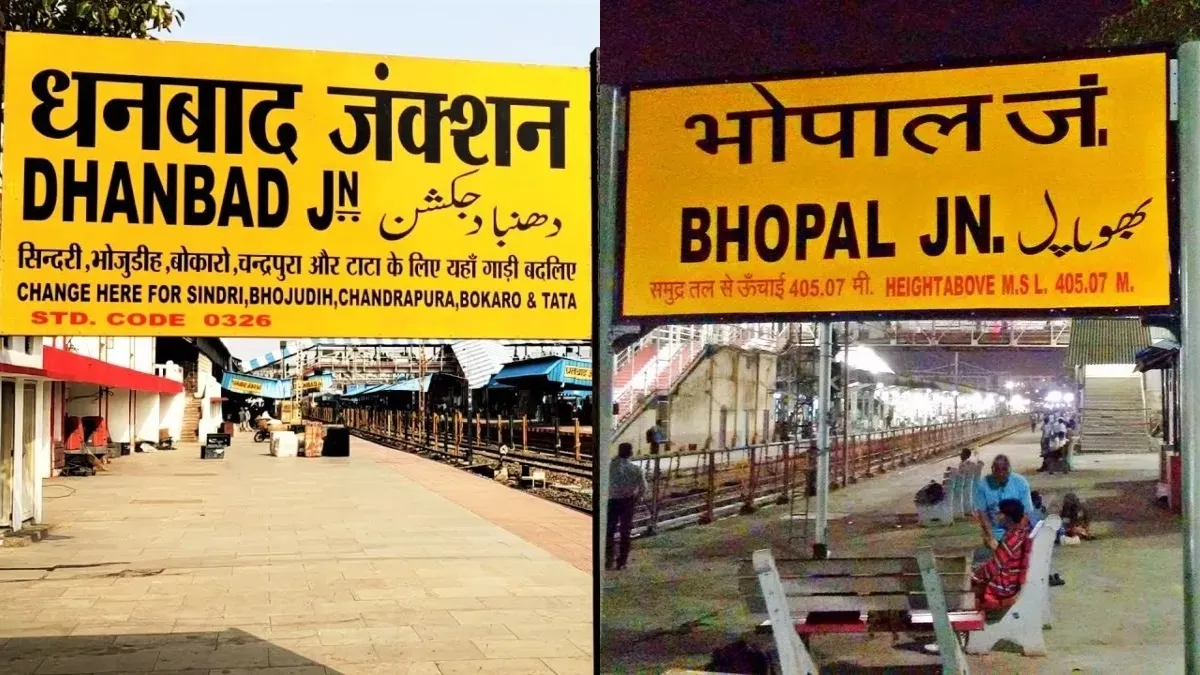 धनबाद जंक्शन
DHANBAD JN
دھنباد جکشن
सिन्दरी,भोजुडीह,बोकारो,चन्द्रपुरा और टाटा के लिए यहाँ गाड़ी बदलिए
CHANGE HERE FOR SINDRI,BHOJUDIH,CHANDRAPURA,BOKARO & TATA
STD. CODE 0326
भोपाल जं.
BHOPAL JN. بھوپال
समुद्र तल से ऊँचाई 405.07 मी. HEIGHTABOVE M.S L. 405.07 M.